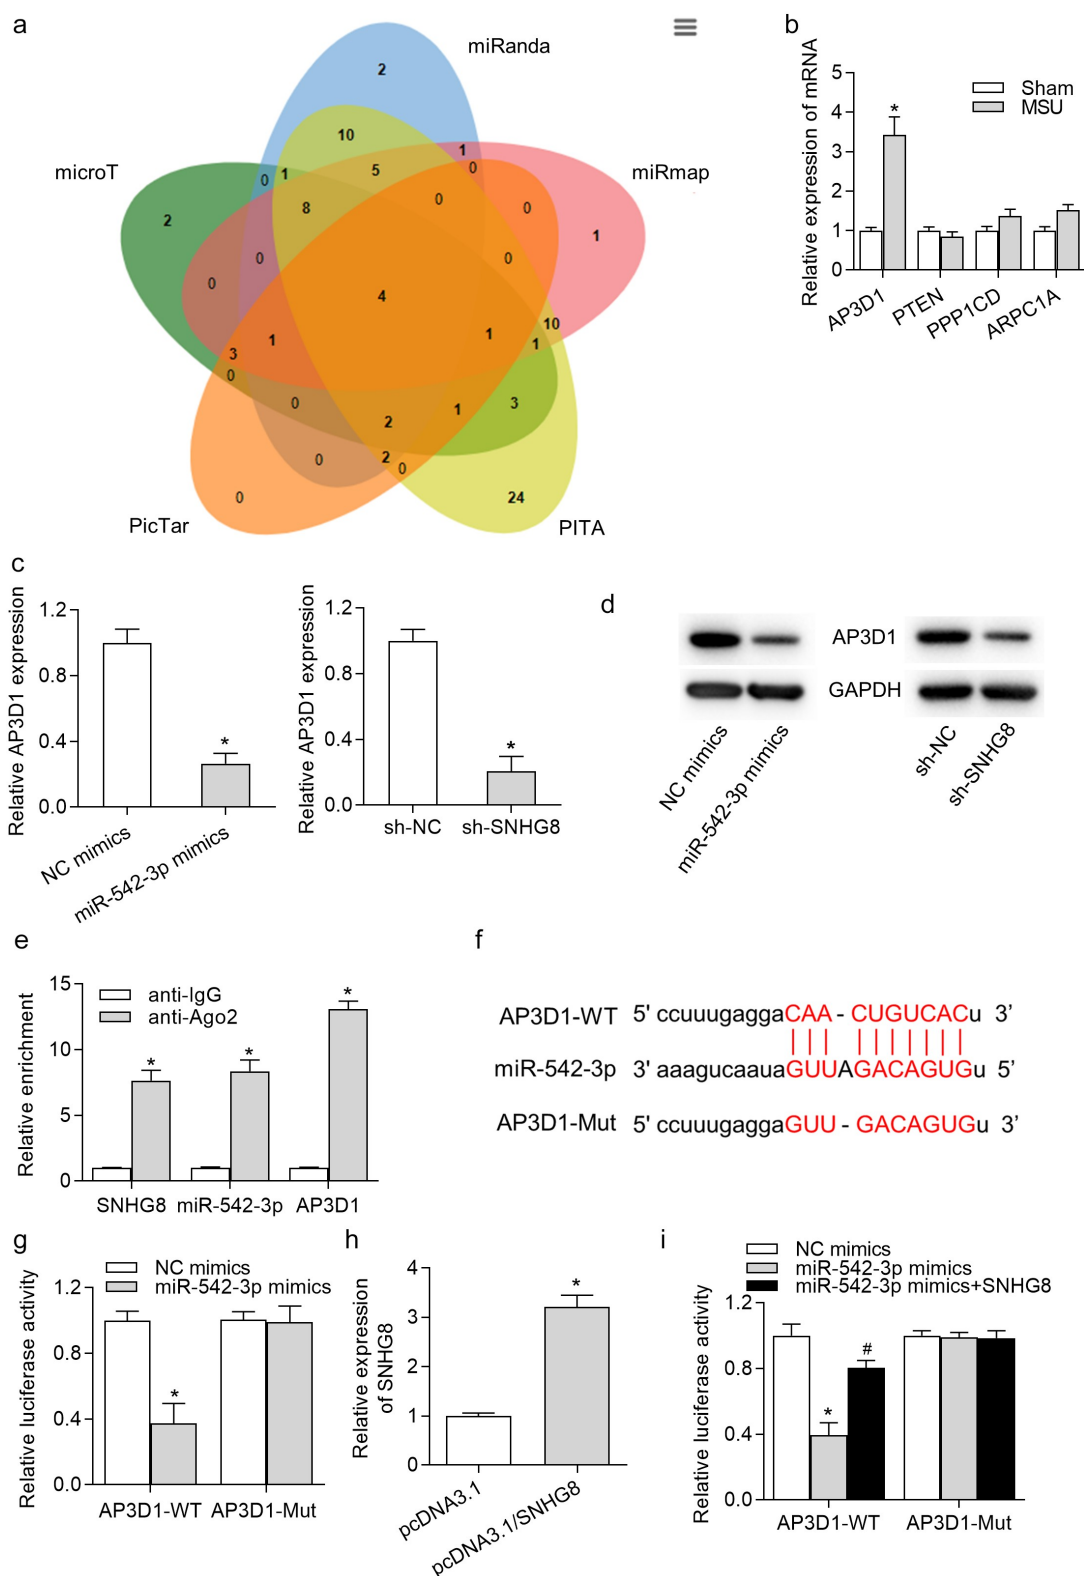 a
miRanda
2
10
1
microT
0
1
5
0
miRmap
2
8
0
0
1
0
0
0
4
10
1
1
3
1
0
0
2
1
3
2
0
0
0
24
PicTar
PITA
b
Relative expression of mRNA
5
4
3
2
1
0
Sham
MSU
*
AP3D1
PTEN
PPP1CD
ARPC1A
c
Relative AP3D1 expression
1.2
0.8
0.4
0.0
*
NC mimics
miR-542-3p mimics
Relative AP3D1 expression
1.2
0.8
0.4
0.0
*
sh-NC
sh-SNHG8
d
AP3D1
GAPDH
NC mimics
miR-542-3p mimics
sh-NC
sh-SNHG8
e
Relative enrichment
15
10
5
0
anti-IgG
anti-Ago2
*
*
*
SNHG8 miR-542-3p AP3D1
f
AP3D1-WT 5' ccuuugaggaCAA - CUGUCACu 3'
miR-542-3p 3' aaagucaauaGUUAGACAGUGu 5'
AP3D1-Mut 5' ccuuugaggaGUU - GACAGUGu 3'
g
NC mimics
miR-542-3p mimics
Relative luciferase activity
1.2
0.8
0.4
0.0
*
AP3D1-WT AP3D1-Mut
h
Relative expression
of SNHG8
4
3
2
1
0
*
pcDNA3.1
pcDNA3.1/SNHG8
i
NC mimics
miR-542-3p mimics
miR-542-3p mimics+SNHG8
Relative luciferase activity
1.2
0.8
0.4
0.0
*
#
AP3D1-WT AP3D1-Mut